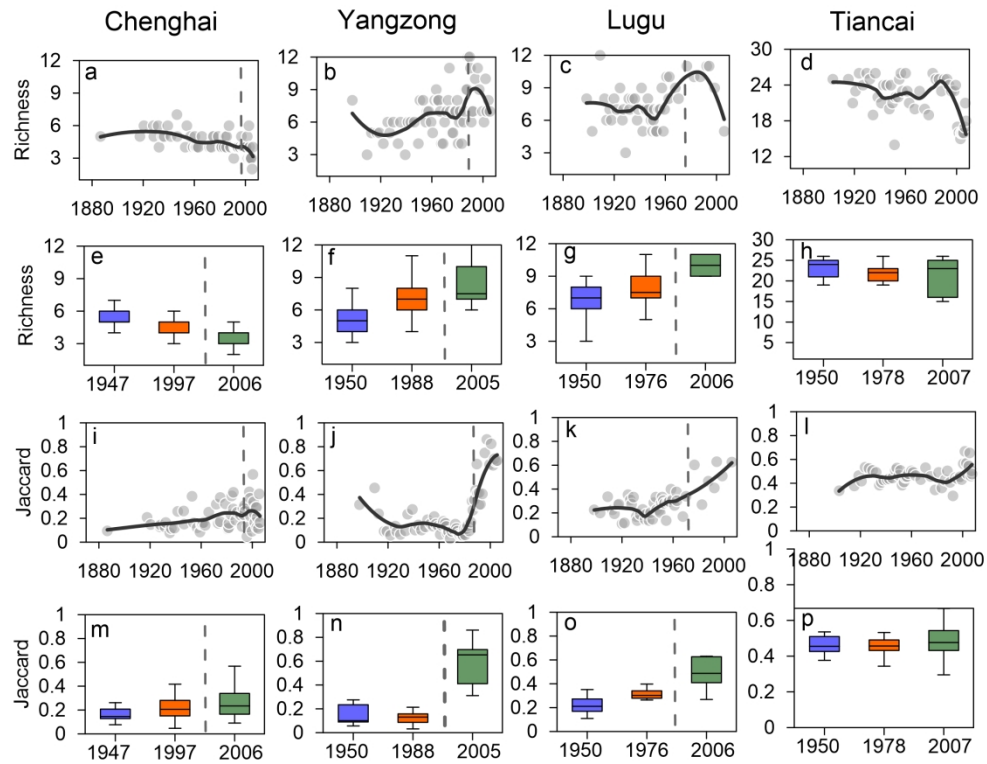 Chenghai Yangzong Lugu Tiancai
Richness
a
12
9
6
3
1880 1920 1960 2000
b
12
9
6
3
1880 1920 1960 2000
c
12
9
6
3
1880 1920 1960 2000
d
30
24
18
12
1880 1920 1960 2000
Richness
e
12
9
6
3
1947 1997 2006
f
12
9
6
3
1950 1988 2005
g
12
9
6
3
1950 1976 2006
h
30
25
20
15
10
5
1950 1978 2007
Jaccard
i
1
0.8
0.6
0.4
0.2
0
1880 1920 1960 2000
j
1
0.8
0.6
0.4
0.2
0
1880 1920 1960 2000
k
1
0.8
0.6
0.4
0.2
0
1880 1920 1960 2000
l
1
0.8
0.6
0.4
0.2
0
1880 1920 1960 2000
Jaccard
m
1
0.8
0.6
0.4
0.2
0
1947 1997 2006
n
1
0.8
0.6
0.4
0.2
0
1950 1988 2005
o
1
0.8
0.6
0.4
0.2
0
1950 1976 2006
p
1
0.8
0.6
0.4
0.2
0
1950 1978 2007